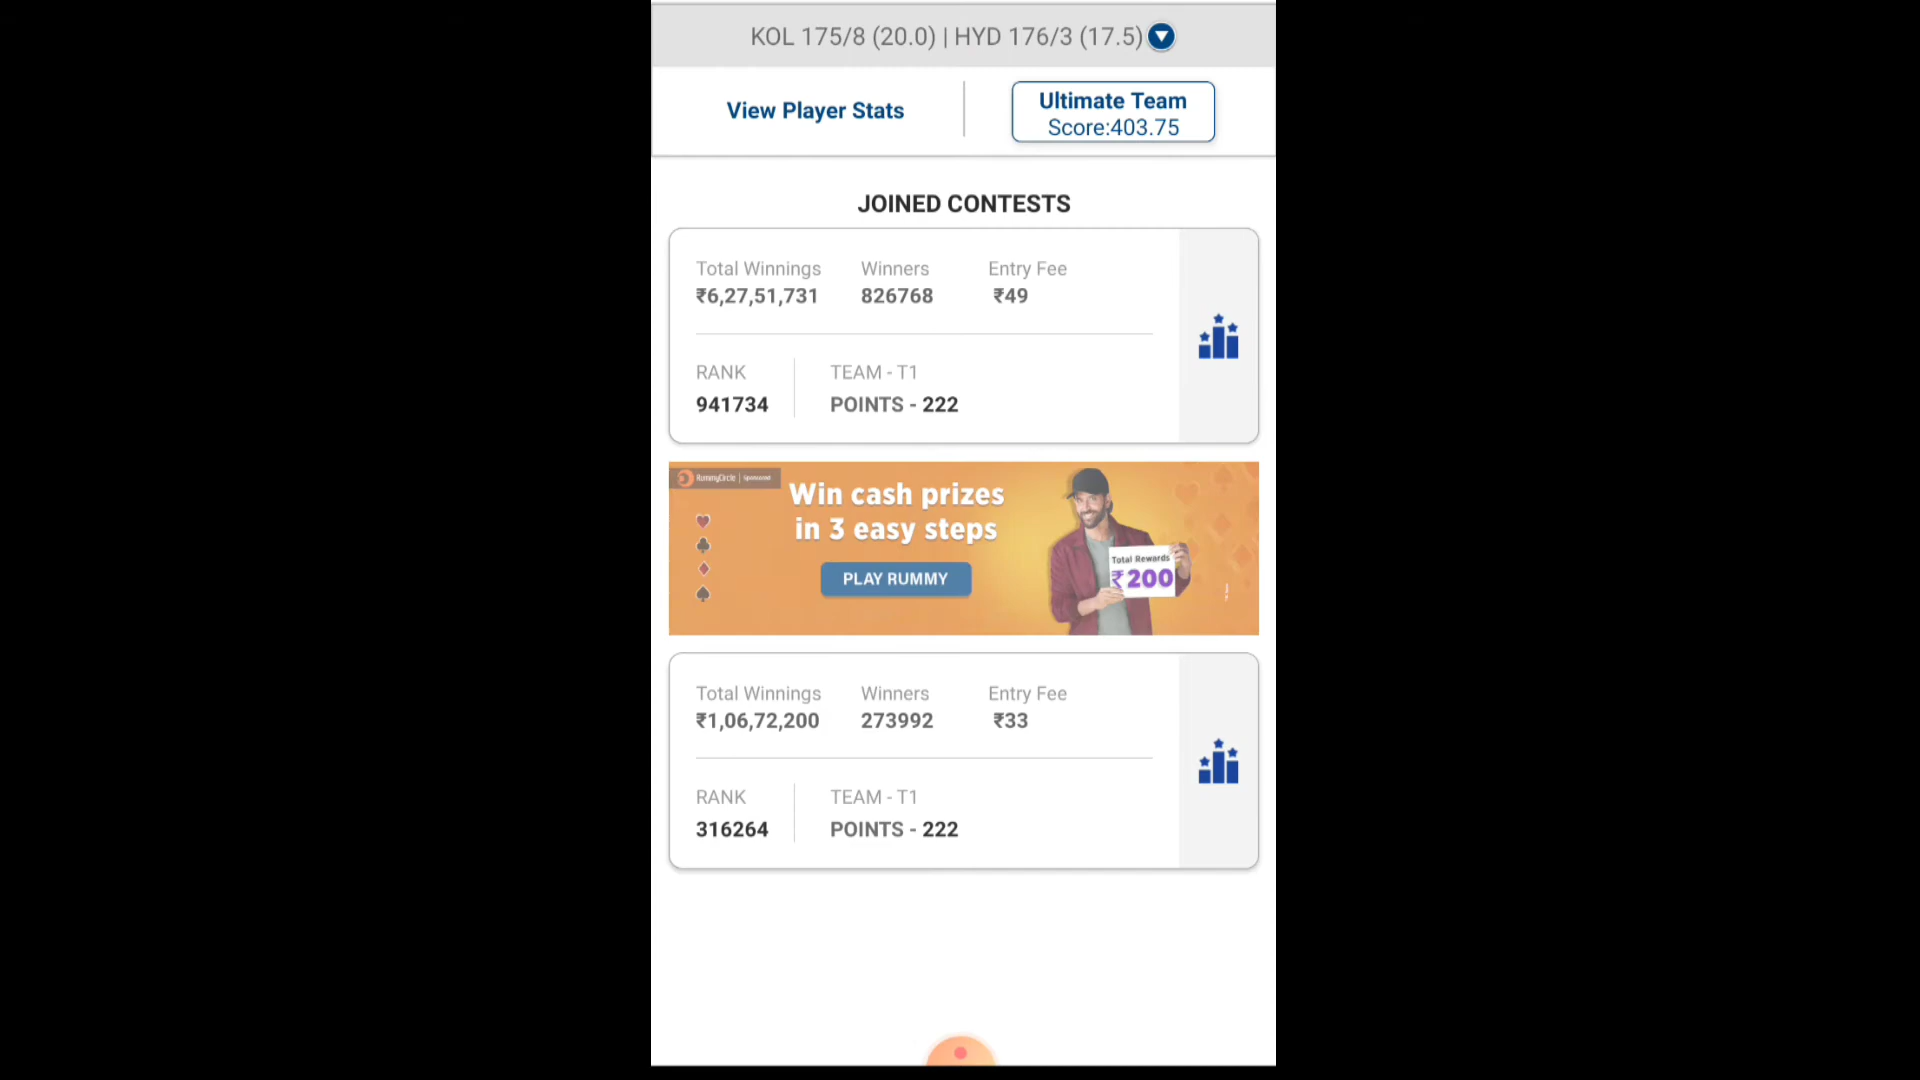 KOL 175/8 (20.0) | HYD 176/3 (17.5)
View Player Stats
Ultimate Team
Score:403.75
JOINED CONTESTS
Total Winnings Winners Entry Fee
₹6,27,51,731 826768 ₹49
RANK TEAM - T1
941734 POINTS - 222
RummyCircle | Sponsored
Win cash prizes
in 3 easy steps
PLAY RUMMY
Total Rewards
₹200
Total Winnings Winners Entry Fee
₹1,06,72,200 273992 ₹33
RANK TEAM - T1
316264 POINTS - 222